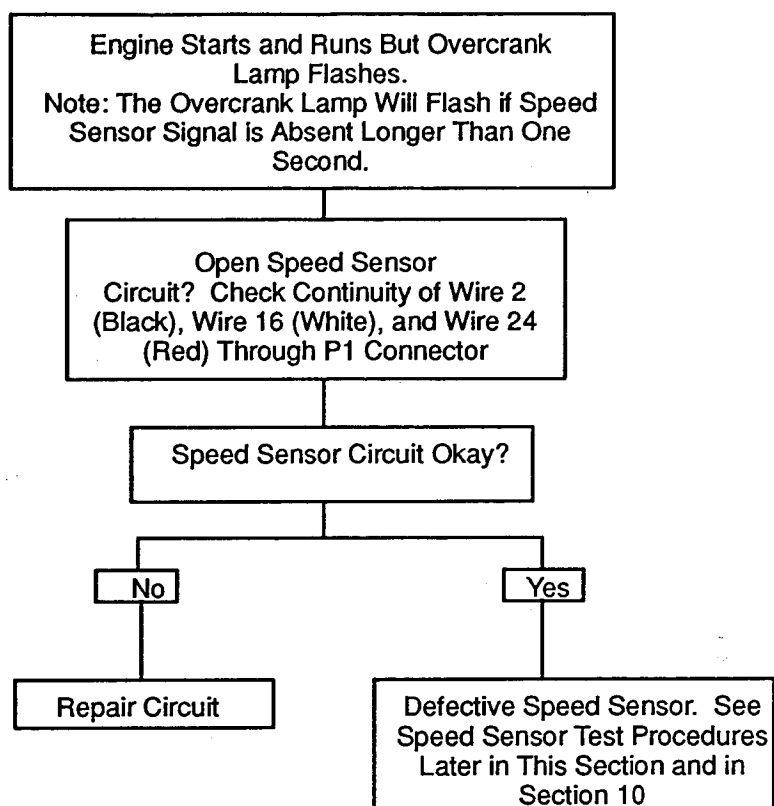 Engine Starts and Runs But Overcrank
Lamp Flashes.
Note: The Overcrank Lamp Will Flash if Speed
Sensor Signal is Absent Longer Than One
Second.
Open Speed Sensor
Circuit? Check Continuity of Wire 2
(Black), Wire 16 (White), and Wire 24
(Red) Through P1 Connector
Speed Sensor Circuit Okay?
No
Yes
Repair Circuit
Defective Speed Sensor. See
Speed Sensor Test Procedures
Later in This Section and in
Section 10